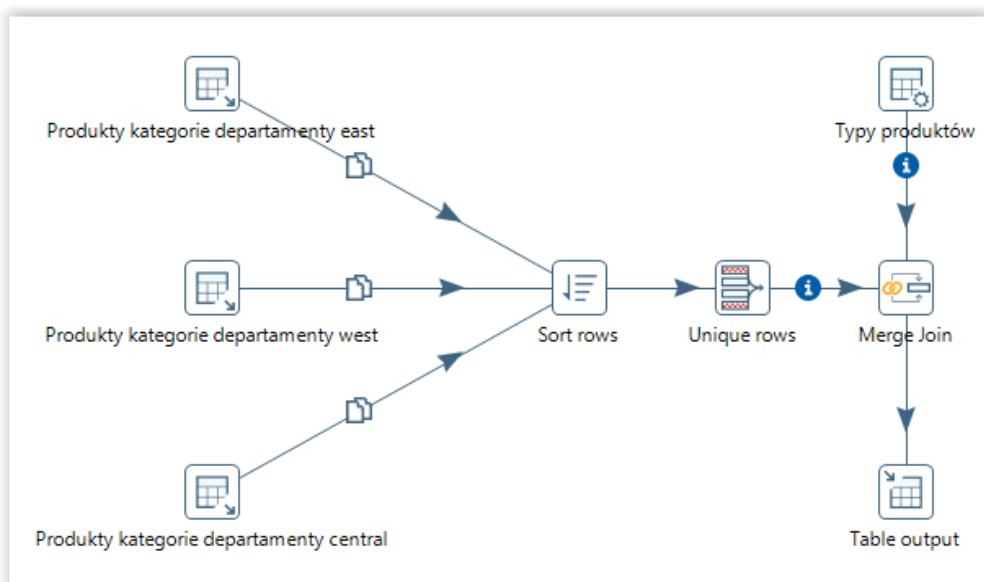 Produkty kategorie departamenty east
Typy produktów
Produkty kategorie departamenty west
Sort rows
Unique rows
Merge Join
Produkty kategorie departamenty central
Table output